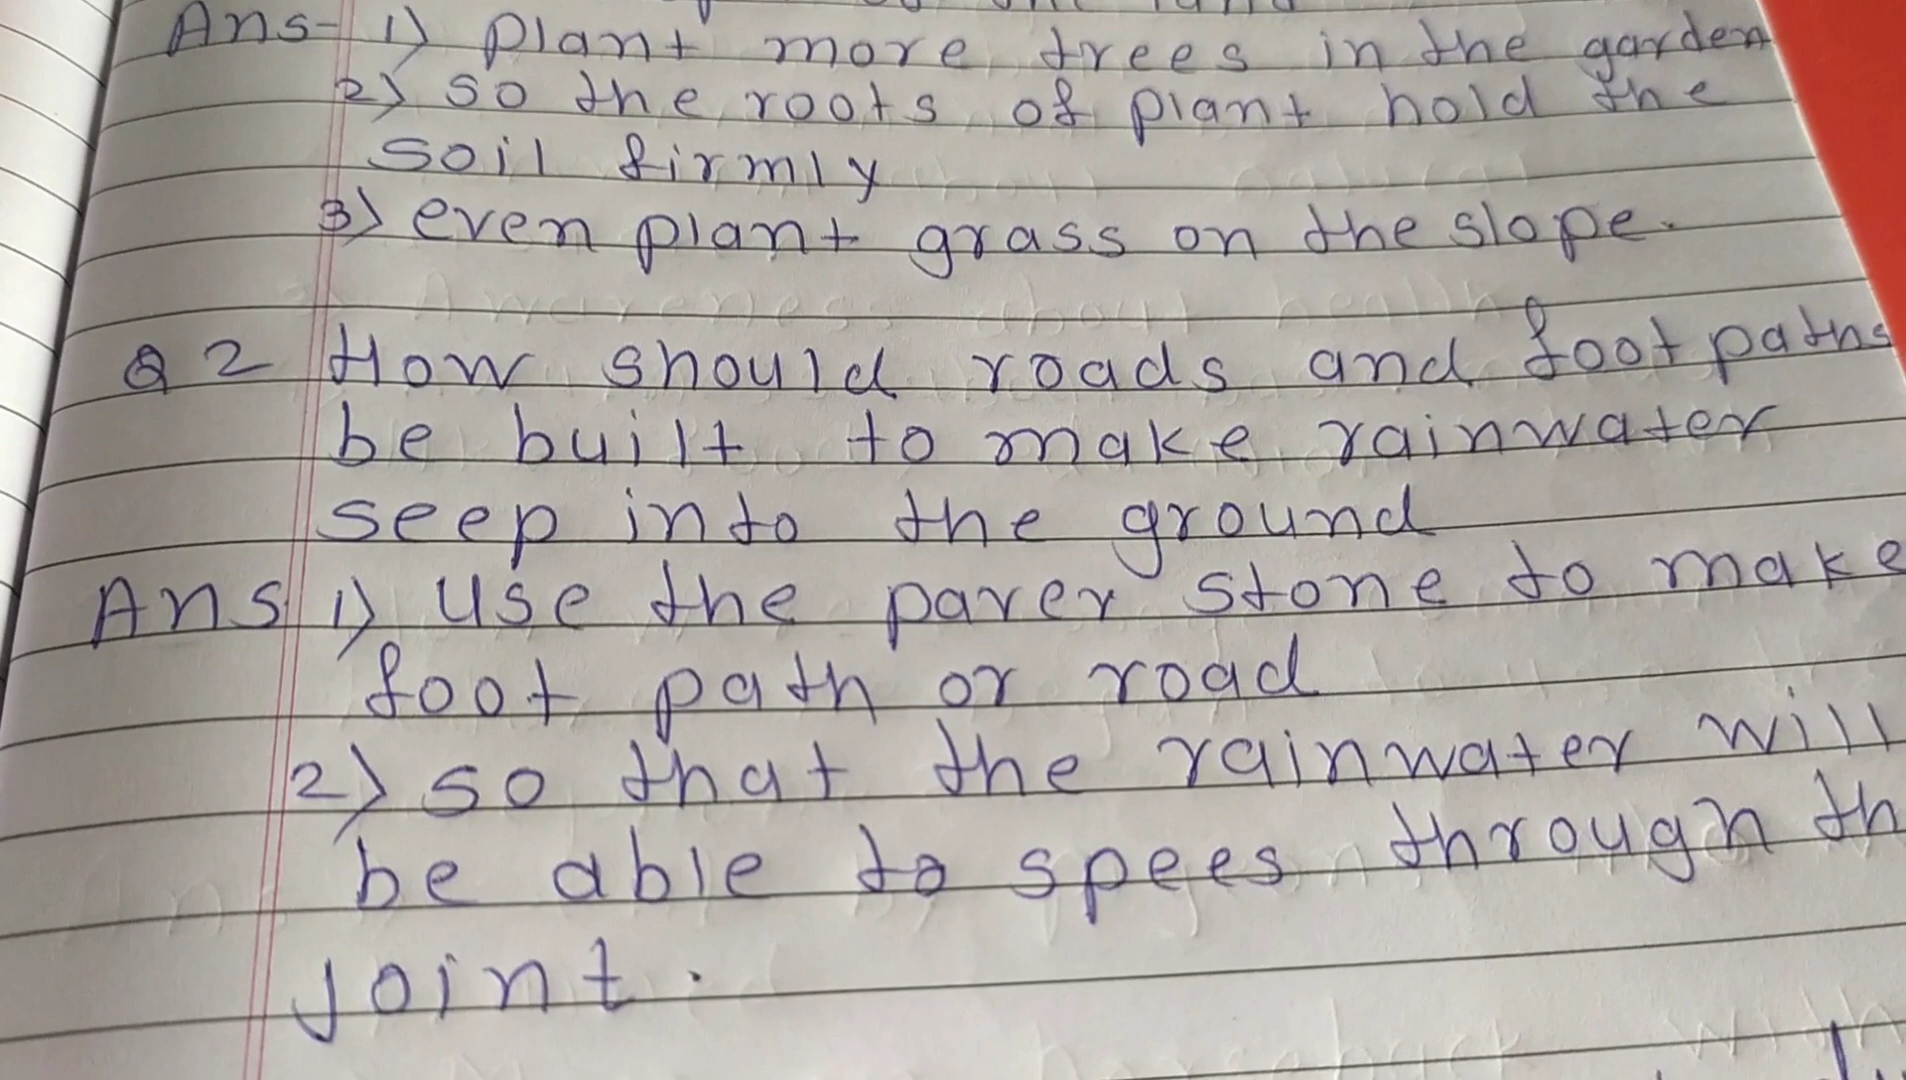 Ans- 1) plant more trees in the garden
2) so the roots of plant hold the
soil firmly
3) even plant grass on the slope.
Q 2 How should roads and foot paths
be built to make rainwater
seep into the ground
Ans 1) Use the paver stone to make
foot path or road
2) so that the rainwater will
be able to spees through th
joint.